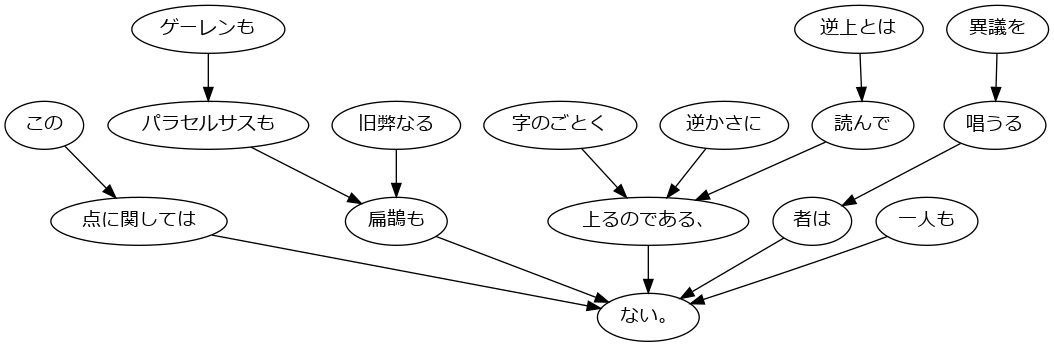 ゲーレンも
逆上とは
異議を
この
パラセルサスも
旧弊なる
字のごとく
逆かさに
読んで
唱うる
点に関しては
扁鵲も
上るのである、
者は
一人も
ない。